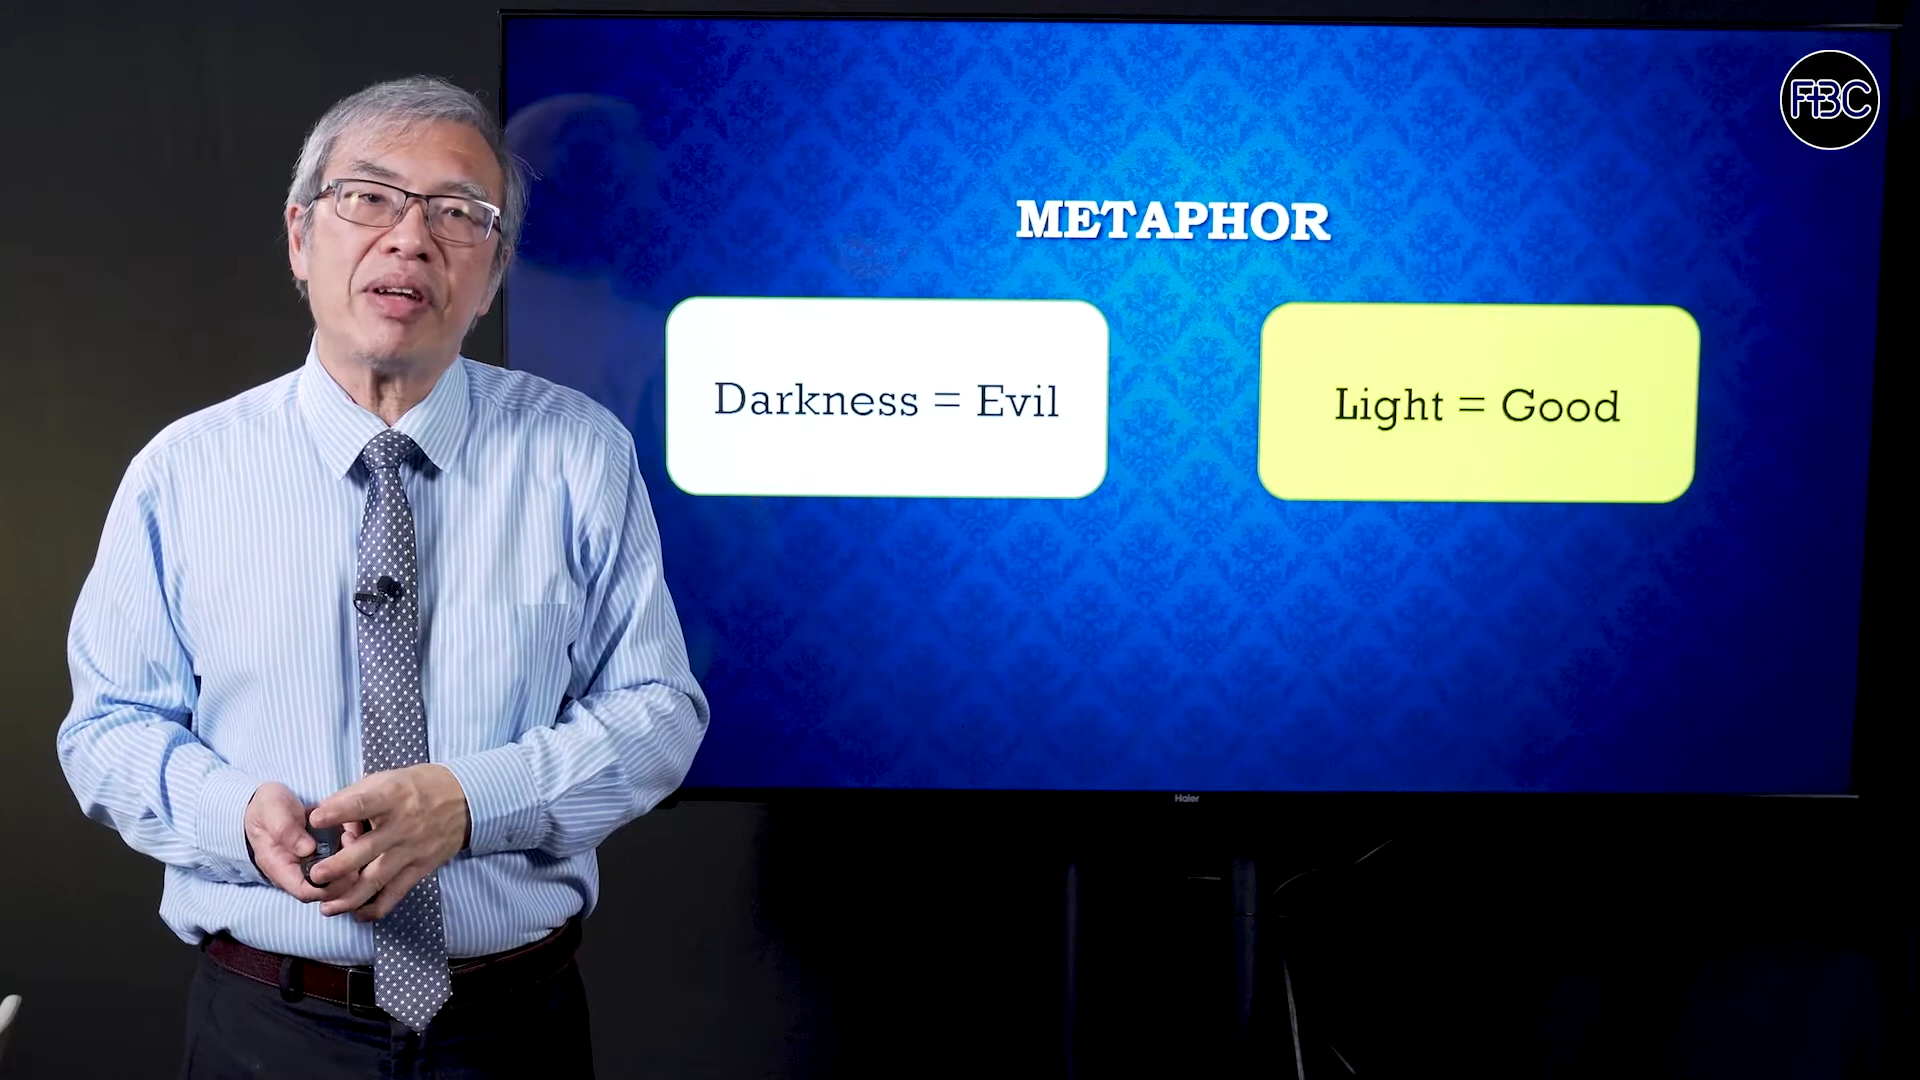 FBC
METAPHOR
Darkness = Evil
Light = Good
Haier